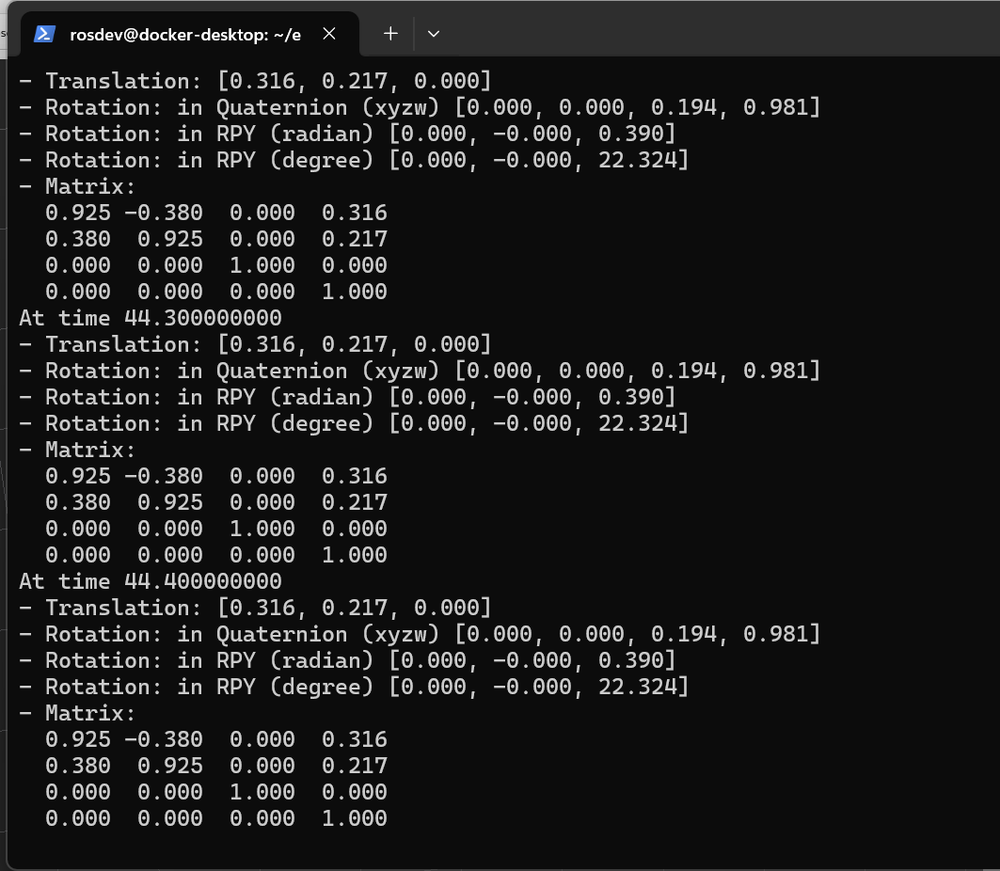 rosdev@docker-desktop: ~/e
- Translation: [0.316, 0.217, 0.000]
- Rotation: in Quaternion (xyzw) [0.000, 0.000, 0.194, 0.981]
- Rotation: in RPY (radian) [0.000, -0.000, 0.390]
- Rotation: in RPY (degree) [0.000, -0.000, 22.324]
- Matrix:
  0.925 -0.380  0.000  0.316
  0.380  0.925  0.000  0.217
  0.000  0.000  1.000  0.000
  0.000  0.000  0.000  1.000
At time 44.300000000
- Translation: [0.316, 0.217, 0.000]
- Rotation: in Quaternion (xyzw) [0.000, 0.000, 0.194, 0.981]
- Rotation: in RPY (radian) [0.000, -0.000, 0.390]
- Rotation: in RPY (degree) [0.000, -0.000, 22.324]
- Matrix:
  0.925 -0.380  0.000  0.316
  0.380  0.925  0.000  0.217
  0.000  0.000  1.000  0.000
  0.000  0.000  0.000  1.000
At time 44.400000000
- Translation: [0.316, 0.217, 0.000]
- Rotation: in Quaternion (xyzw) [0.000, 0.000, 0.194, 0.981]
- Rotation: in RPY (radian) [0.000, -0.000, 0.390]
- Rotation: in RPY (degree) [0.000, -0.000, 22.324]
- Matrix:
  0.925 -0.380  0.000  0.316
  0.380  0.925  0.000  0.217
  0.000  0.000  1.000  0.000
  0.000  0.000  0.000  1.000